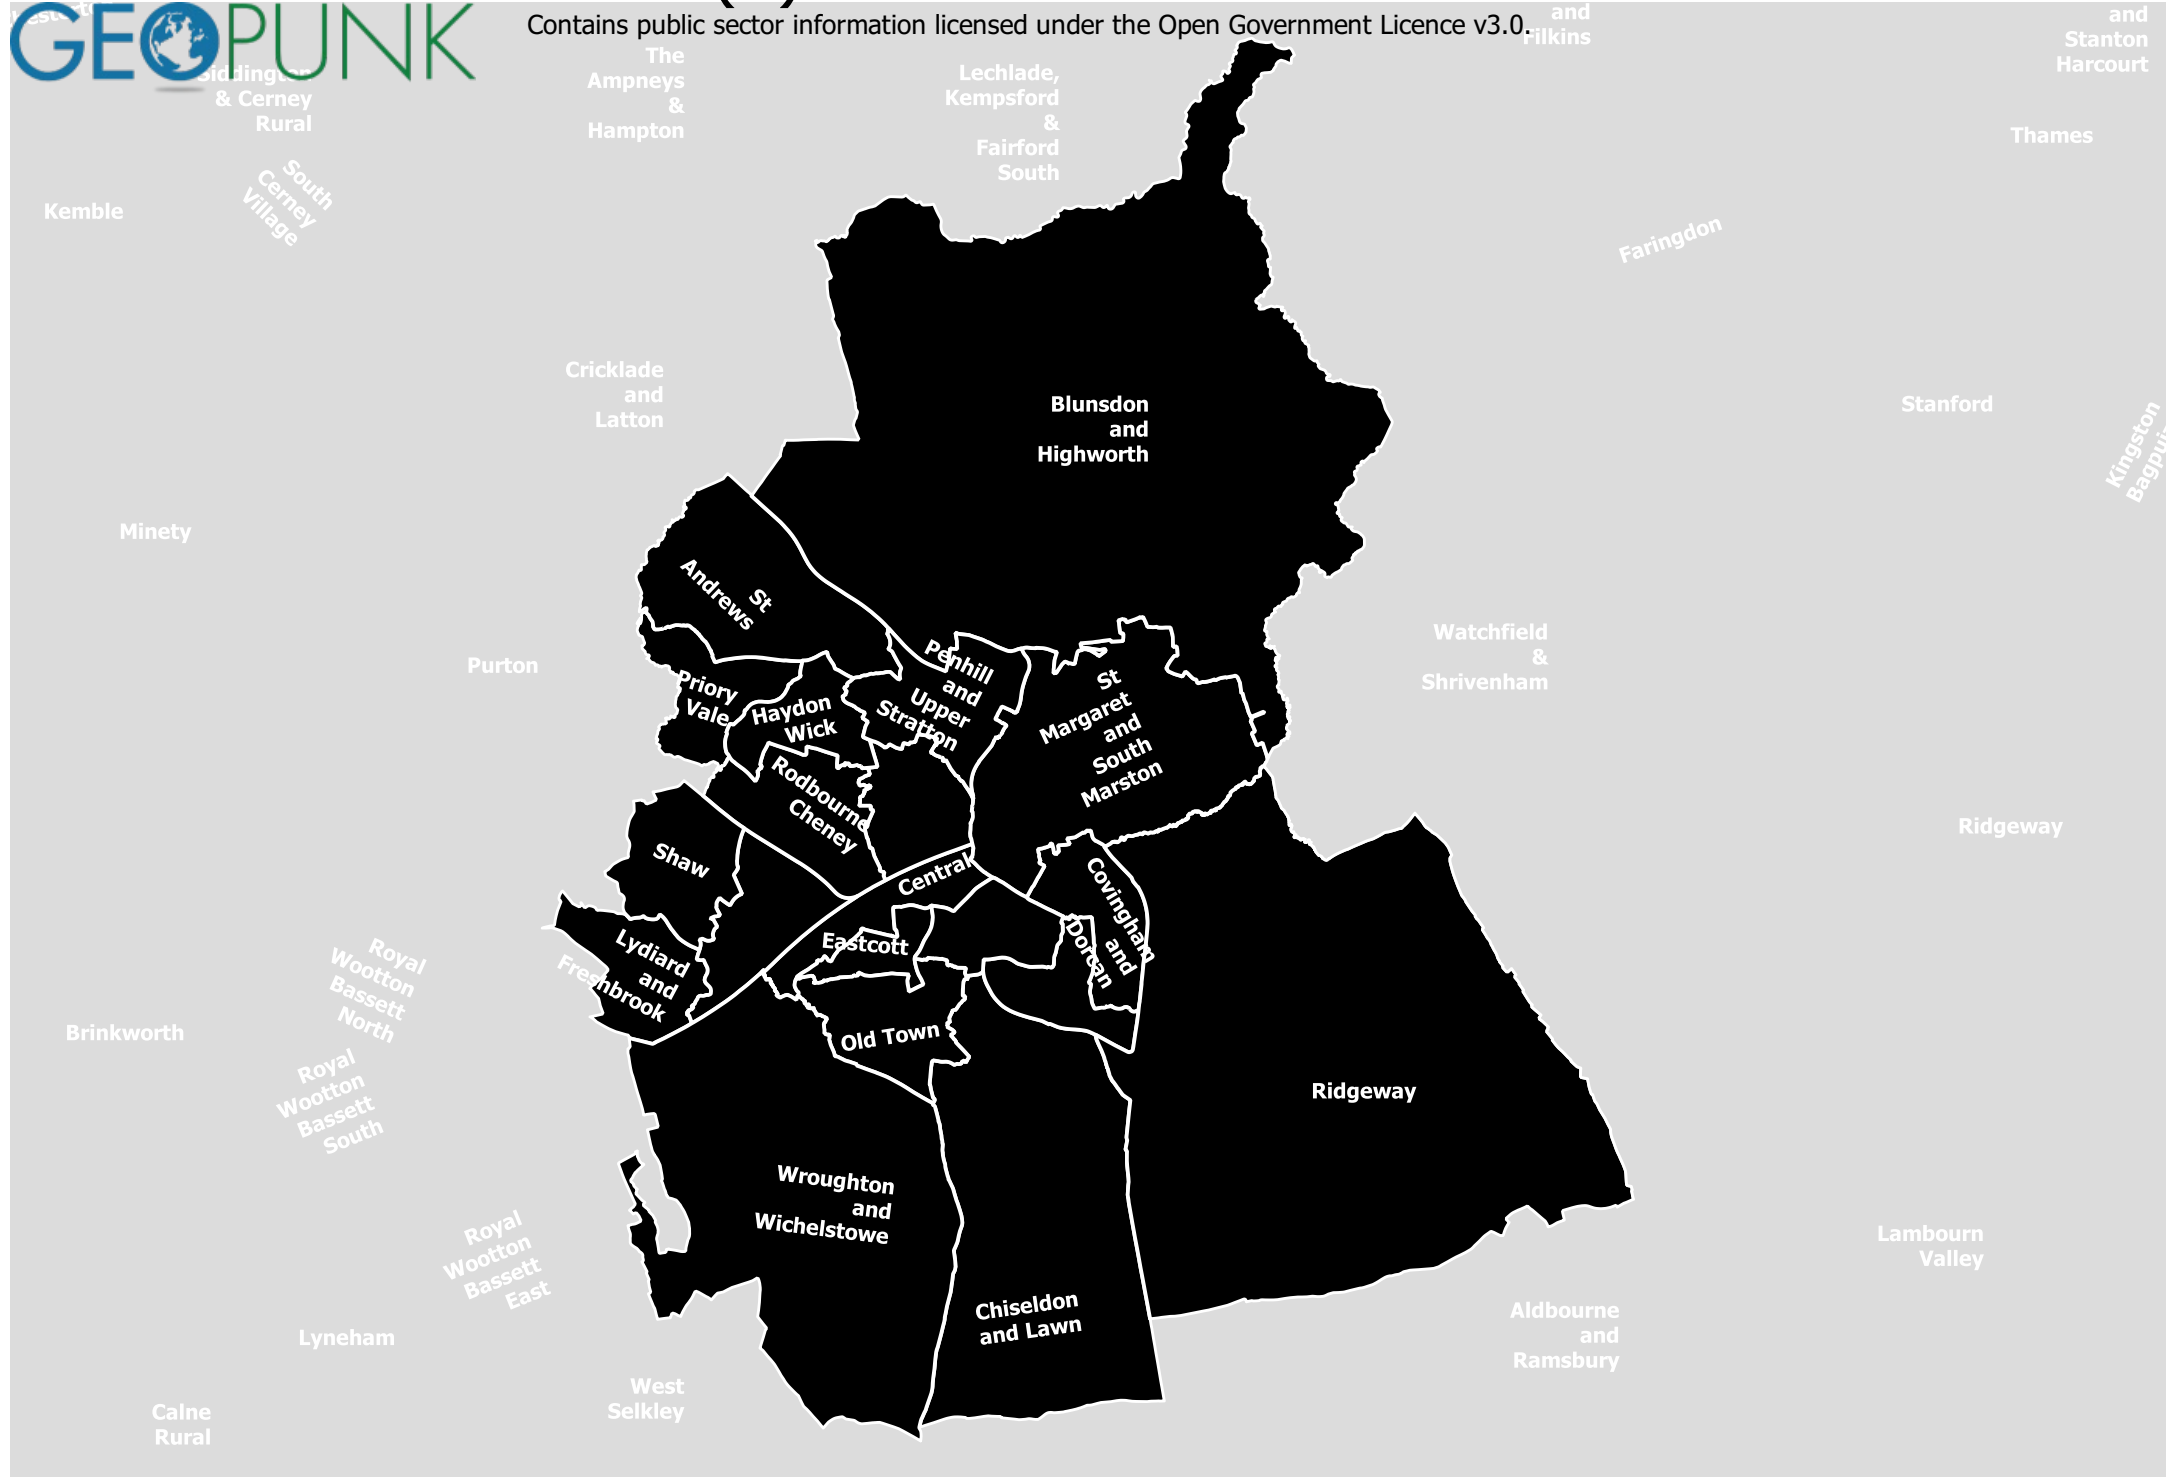 GEOPUNK
Contains public sector information licensed under the Open Government Licence v3.0.
and
Filkins
and
Stanton
Harcourt
Siddington
& Cerney
Rural
The
Ampneys
&
Hampton
Lechlade,
Kempsford
&
Fairford
South
Thames
South
Cerney
Village
Kemble
Faringdon
Cricklade
and
Latton
Blunsdon
and
Highworth
Stanford
Kingston
Minety
St
Andrews
Purton
Watchfield
&
Shrivenham
Penhill
and
Upper
Stratton
St
Margaret
and
South
Marston
Priory
Vale
Haydon
Wick
Rodbourne
Cheney
Ridgeway
Shaw
Central
Covingham
and
Dorcan
Eastcott
Lydiard
and
Freshbrook
Royal
Wootton
Bassett
North
Brinkworth
Old Town
Royal
Wootton
Bassett
South
Ridgeway
Wroughton
and
Wichelstowe
Royal
Wootton
Bassett
East
Lambourn
Valley
Chiseldon
and Lawn
Aldbourne
and
Ramsbury
Lyneham
West
Selkley
Calne
Rural